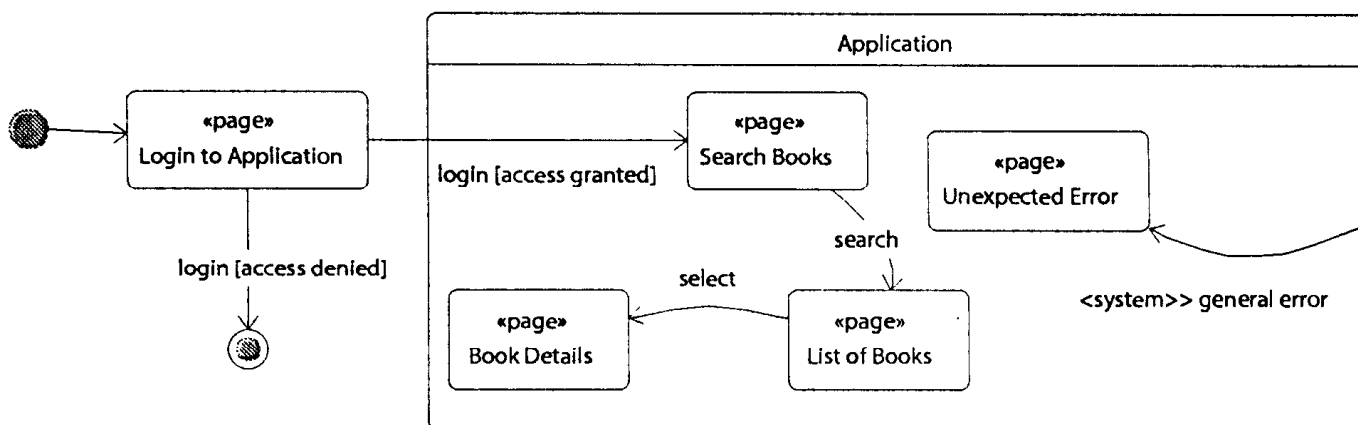 Application
«page»
Login to Application
login [access granted]
«page»
Search Books
«page»
Unexpected Error
login [access denied]
search
select
<system>> general error
«page»
Book Details
«page»
List of Books